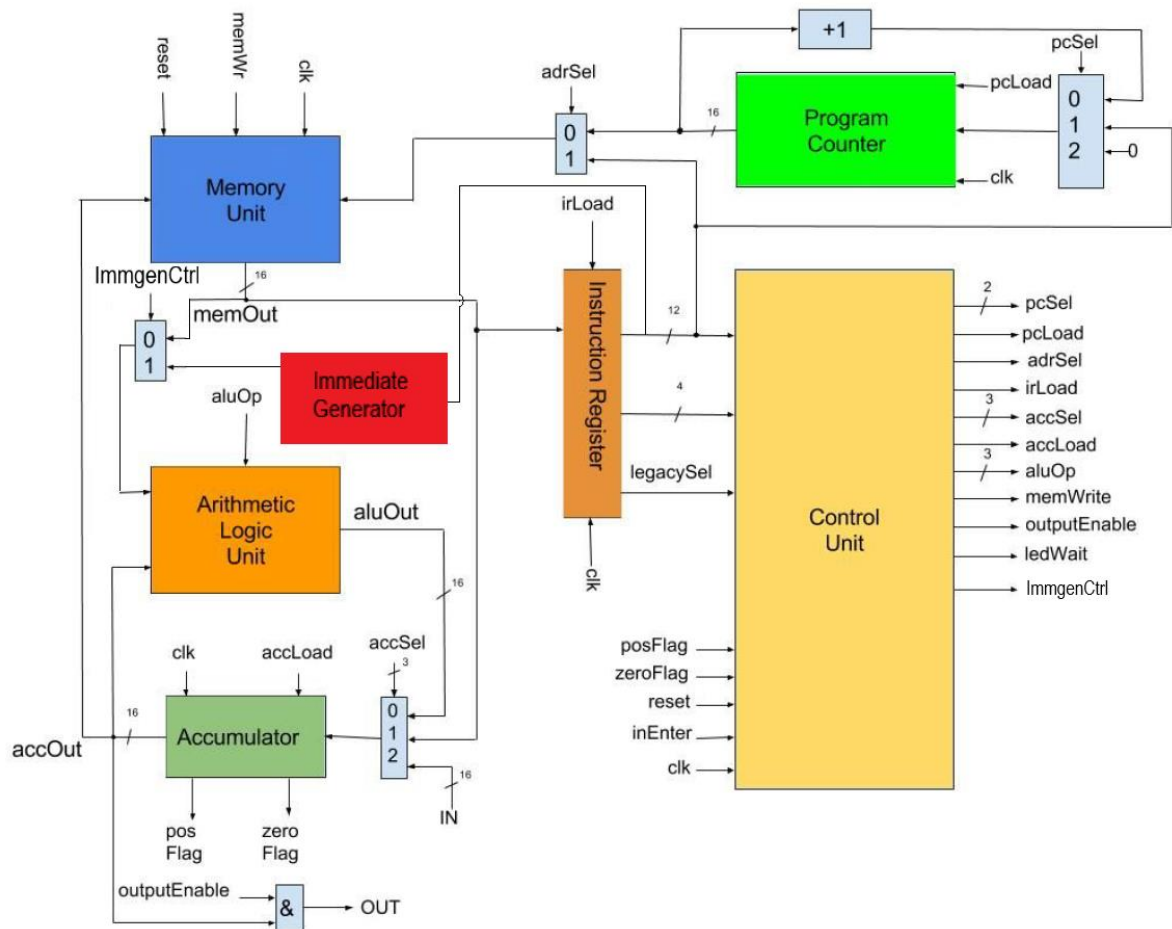 +1
pcSel
reset
memWr
clk
adrSel
pcLoad
0
1
2
0
16
Program
Counter
0
1
clk
Memory
Unit
irLoad
ImmgenCtrl
16
memOut
0
1
Immediate
Generator
aluOp
Instruction Register
12
4
legacySel
clk
Control
Unit
2
pcSel
pcLoad
adrSel
irLoad
3
accSel
accLoad
3
aluOp
memWrite
outputEnable
ledWait
ImmgenCtrl
posFlag
zeroFlag
reset
inEnter
clk
Arithmetic
Logic
Unit
aluOut
16
clk
accLoad
accSel
3
0
1
2
16
Accumulator
accOut
16
IN
pos
Flag
zero
Flag
outputEnable
&
OUT